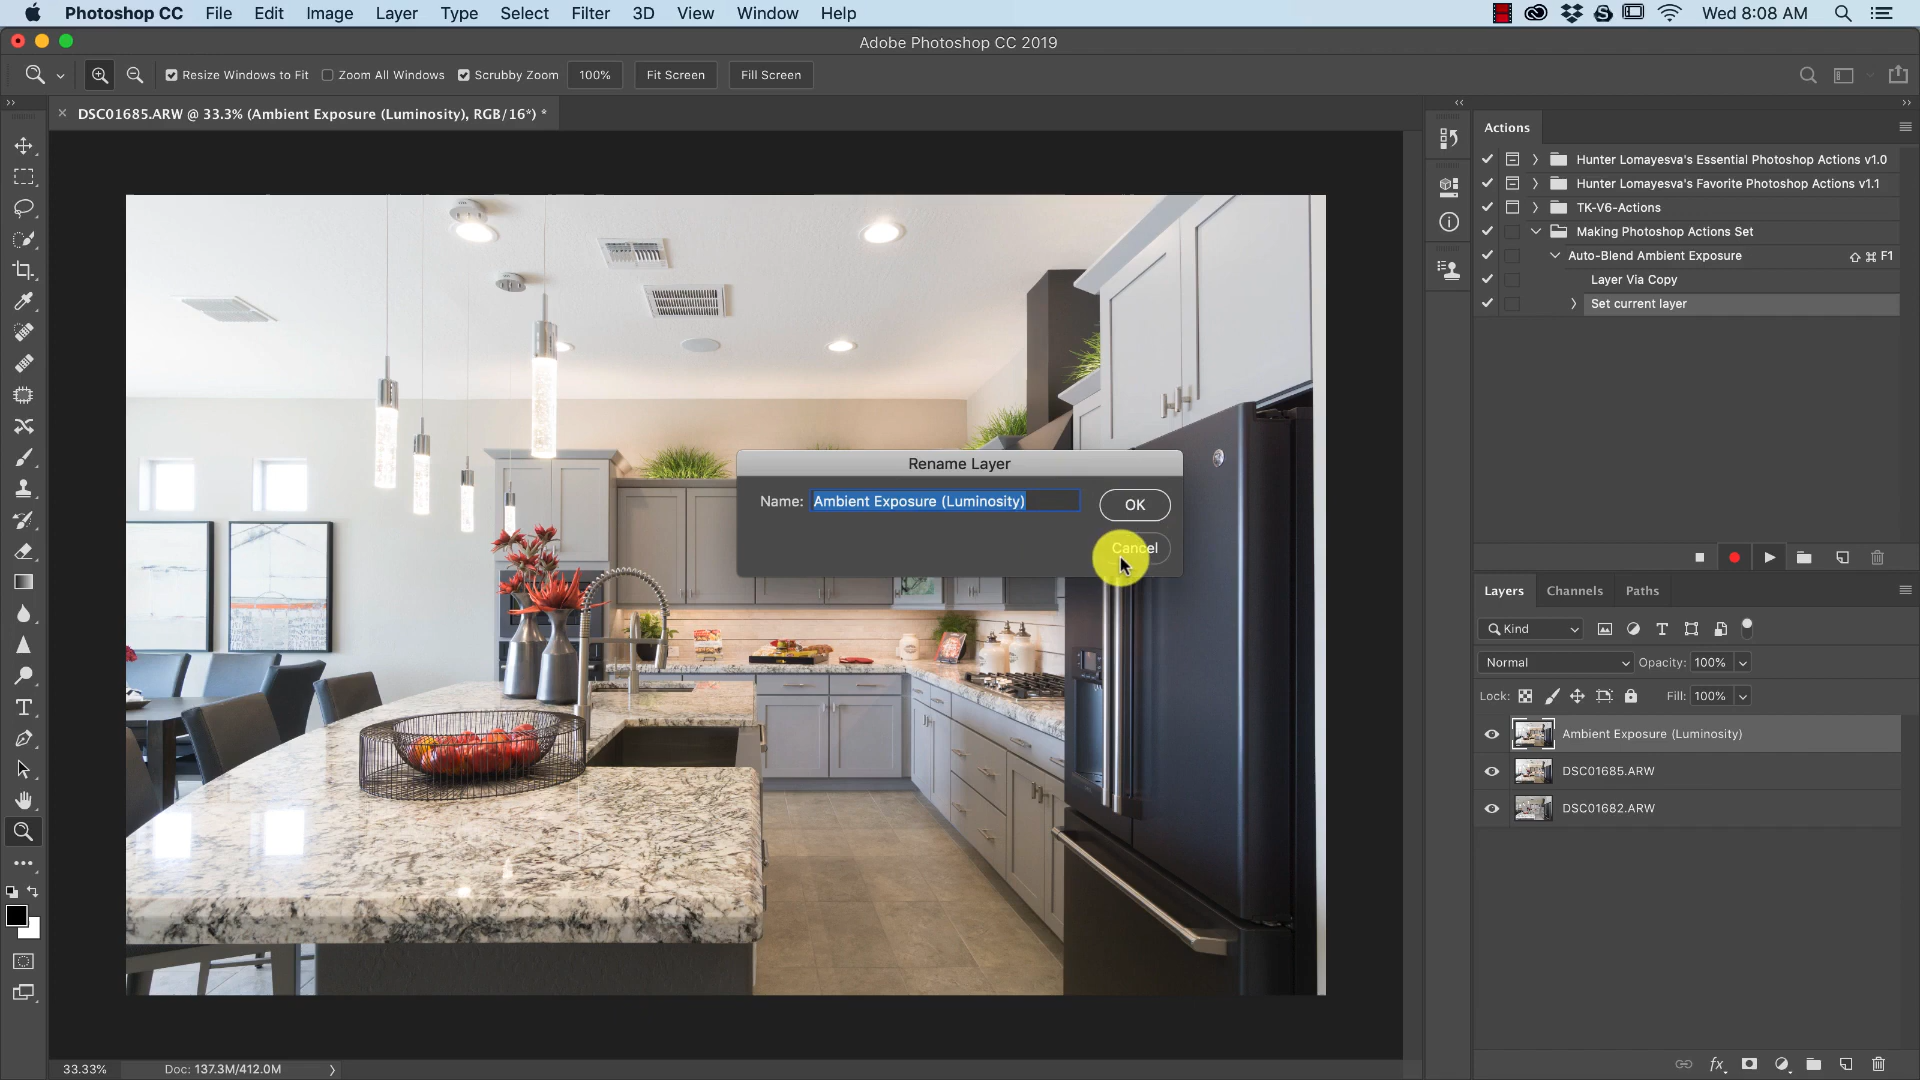 Photoshop CC File Edit Image Layer Type Select Filter 3D View Window Help Wed 8:08 AM
Adobe Photoshop CC 2019
Resize Windows to Fit Zoom All Windows Scrubby Zoom 100% Fit Screen Fill Screen
DSC01685.ARW @ 33.3% (Ambient Exposure (Luminosity), RGB/16*) *
Actions
Hunter Lomayesva's Essential Photoshop Actions v1.0
Hunter Lomayesva's Favorite Photoshop Actions v1.1
TK-V6-Actions
Making Photoshop Actions Set
Auto-Blend Ambient Exposure F1
Layer Via Copy
Set current layer
Rename Layer
Name: Ambient Exposure (Luminosity) OK
Cancel
Layers Channels Paths
Kind
Normal Opacity: 100%
Lock: Fill: 100%
Ambient Exposure (Luminosity)
DSC01685.ARW
DSC01682.ARW
33.33% Doc: 137.3M/412.0M